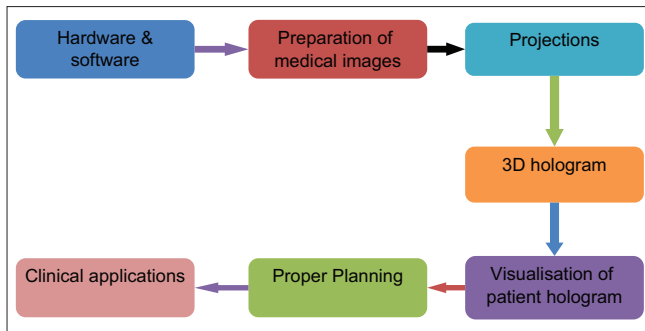 Hardware &
software
Preparation of
medical images
Projections
3D hologram
Visualisation of
patient hologram
Proper Planning
Clinical applications